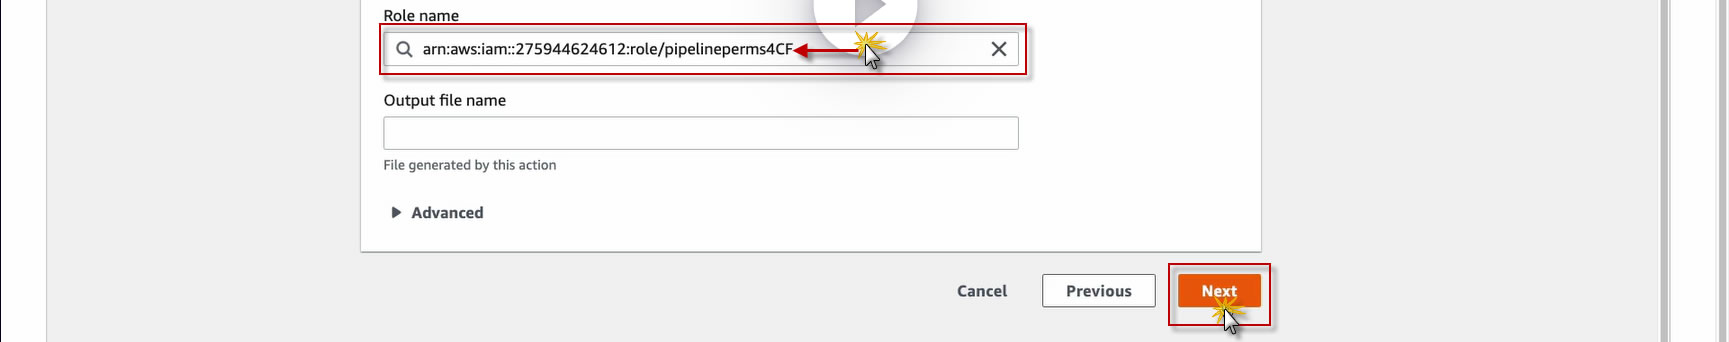 Role name
arn:aws:iam::275944624612:role/pipelineperms4CF
Output file name
File generated by this action
Advanced
Cancel
Previous
Next